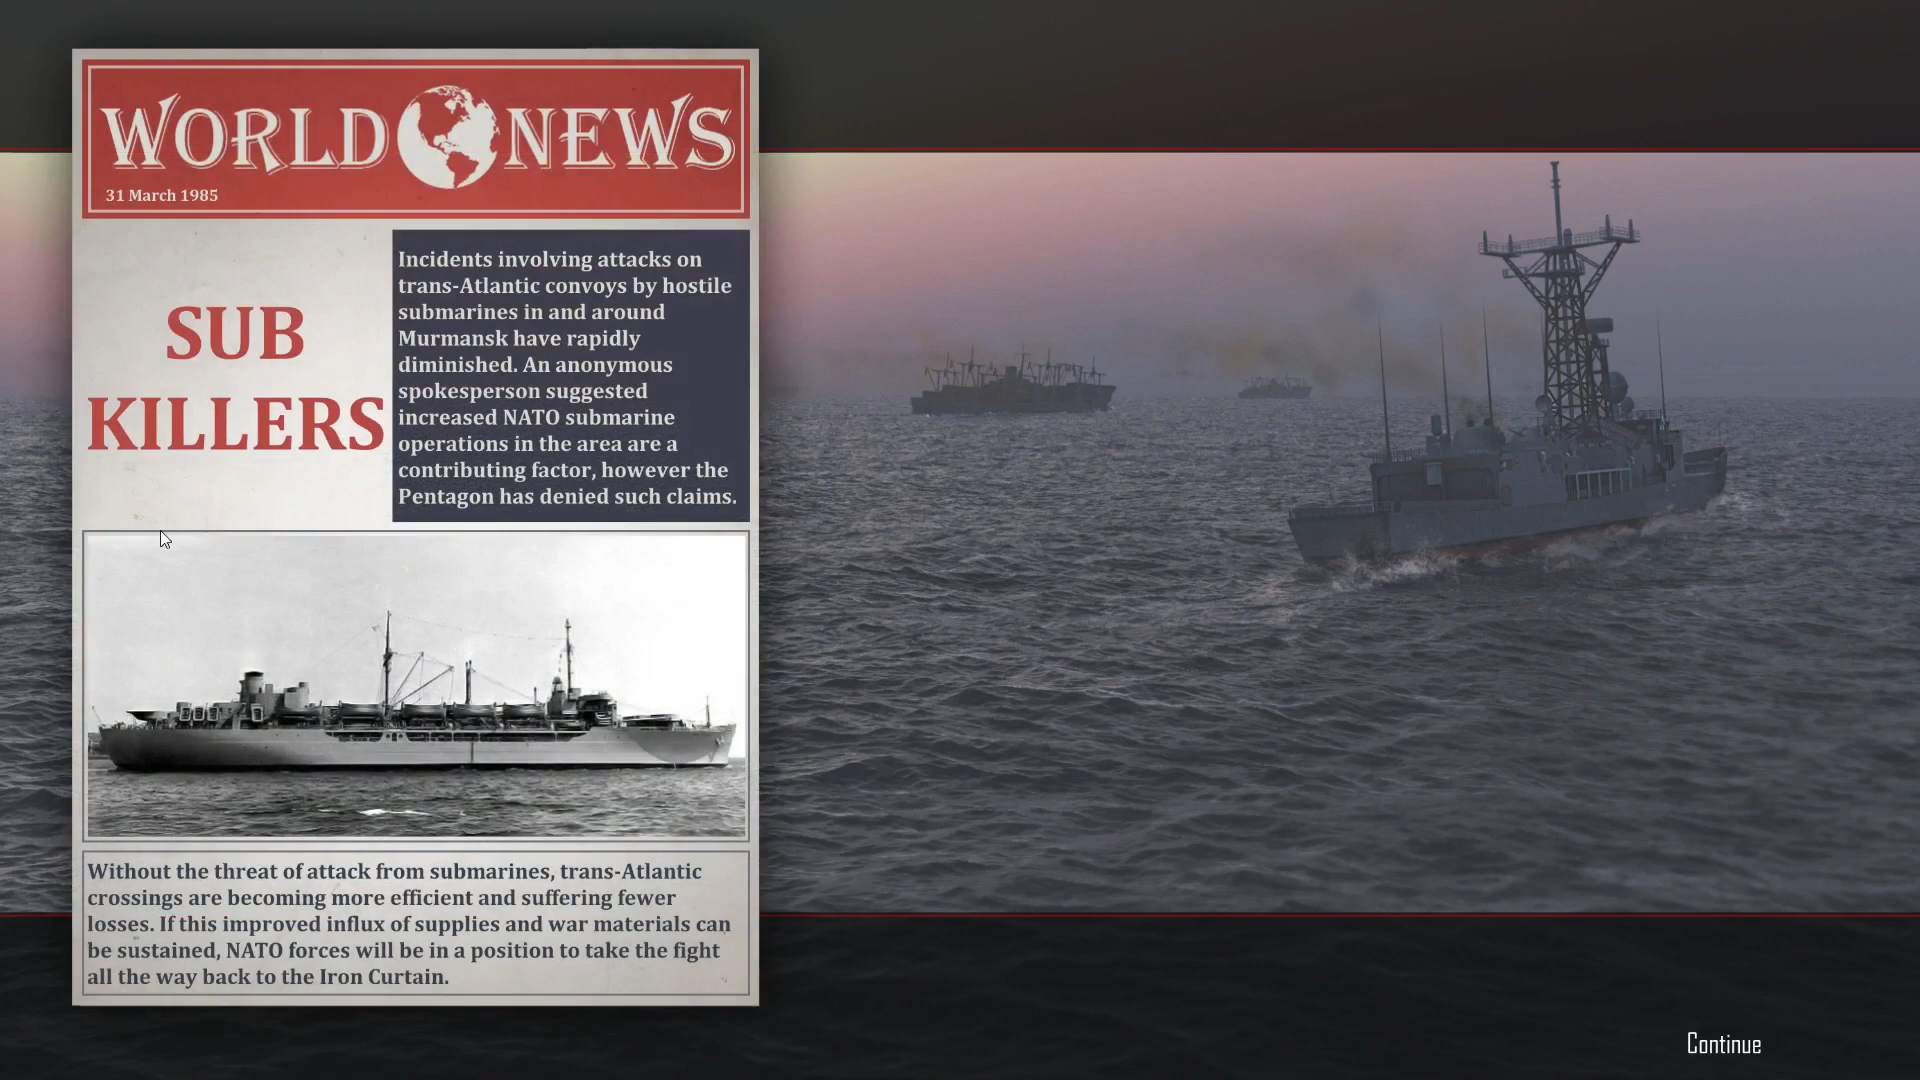 WORLD NEWS
31 March 1985
SUB
KILLERS
Incidents involving attacks on
trans-Atlantic convoys by hostile
submarines in and around
Murmansk have rapidly
diminished. An anonymous
spokesperson suggested
increased NATO submarine
operations in the area are a
contributing factor, however the
Pentagon has denied such claims.
Without the threat of attack from submarines, trans-Atlantic
crossings are becoming more efficient and suffering fewer
losses. If this improved influx of supplies and war materials can
be sustained, NATO forces will be in a position to take the fight
all the way back to the Iron Curtain.
Continue